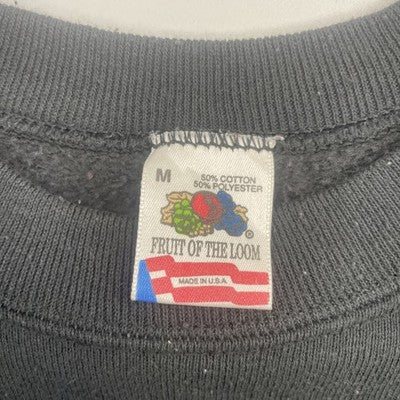 M
50% COTTON
50% POLYESTER
®
FRUIT OF THE LOOM
MADE IN U.S.A.